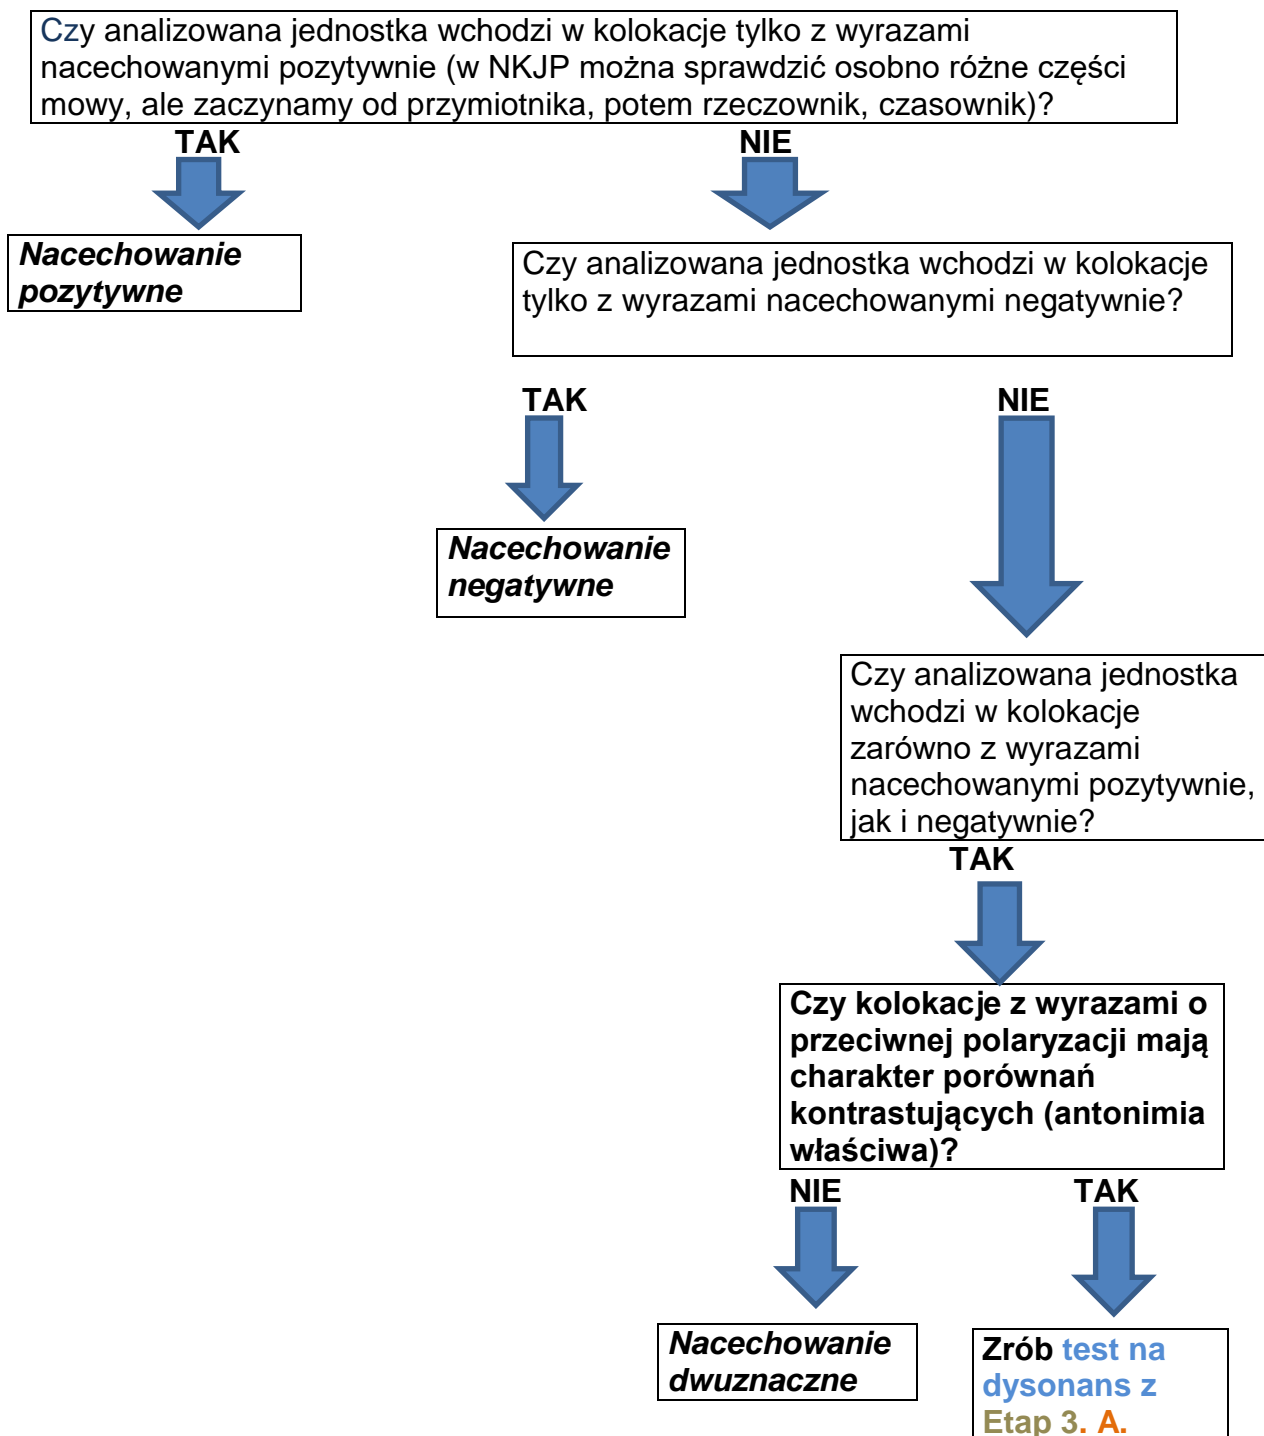 Czy analizowana jednostka wchodzi w kolokacje tylko z wyrazami
nacechowanymi pozytywnie (w NKJP można sprawdzić osobno różne części
mowy, ale zaczynamy od przymiotnika, potem rzeczownik, czasownik)?
TAK
NIE
Nacechowanie
pozytywne
Czy analizowana jednostka wchodzi w kolokacje
tylko z wyrazami nacechowanymi negatywnie?
TAK
NIE
Nacechowanie
negatywne
Czy analizowana jednostka
wchodzi w kolokacje
zarówno z wyrazami
nacechowanymi pozytywnie,
jak i negatywnie?
TAK
Czy kolokacje z wyrazami o
przeciwnej polaryzacji mają
charakter porównań
kontrastujących (antonimia
właściwa)?
NIE
TAK
Nacechowanie
dwuznaczne
Zrób test na
dysonans z
Etap 3. A.